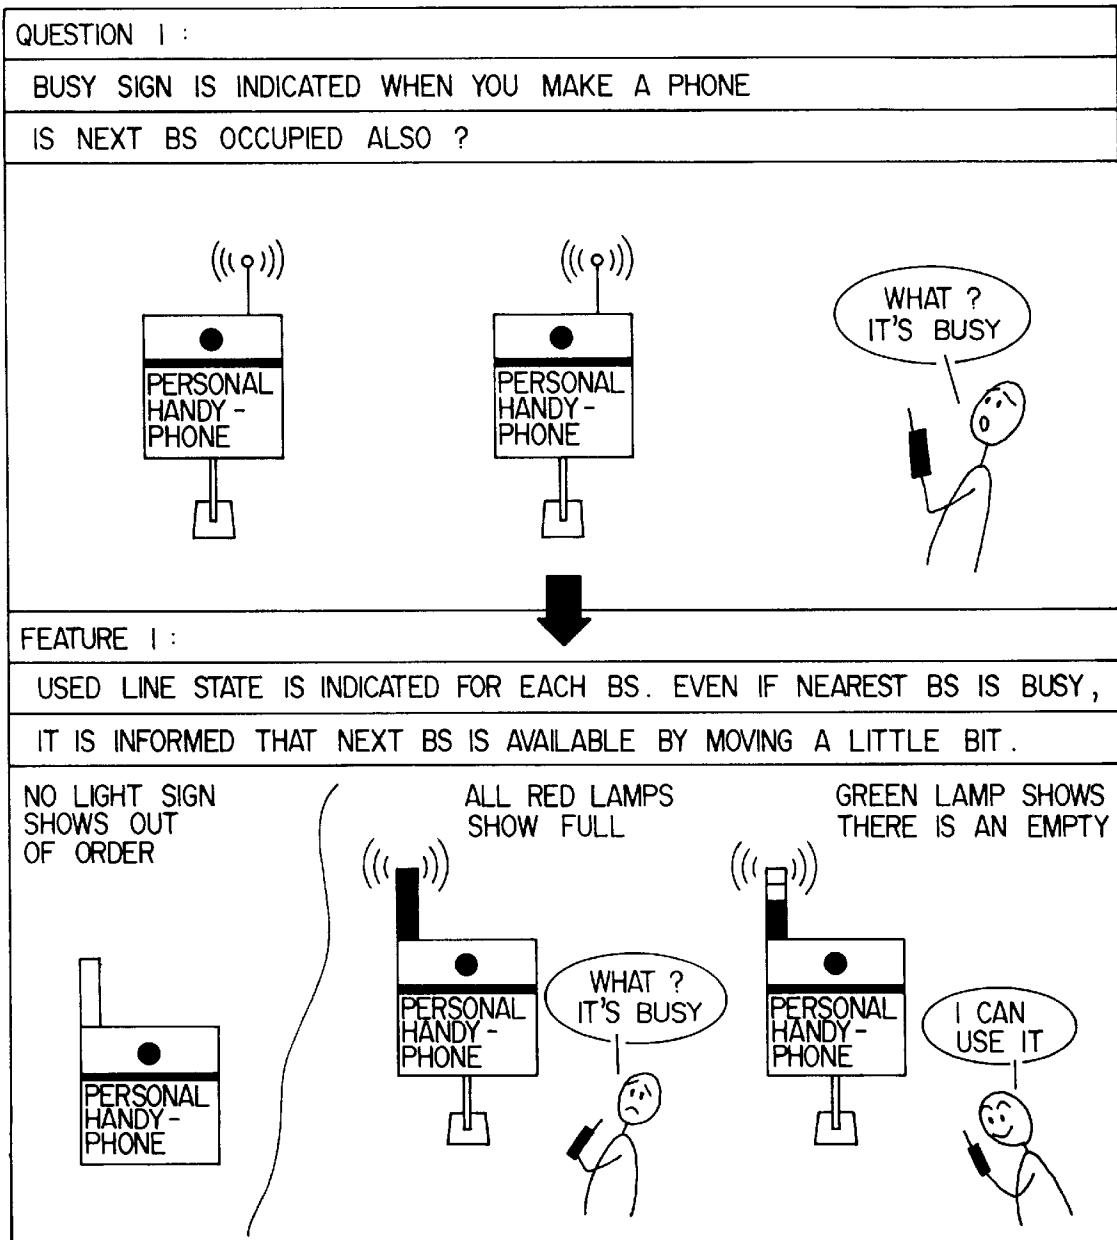 QUESTION 1 :
BUSY SIGN IS INDICATED WHEN YOU MAKE A PHONE
IS NEXT BS OCCUPIED ALSO ?
PERSONAL
HANDY-
PHONE
PERSONAL
HANDY-
PHONE
WHAT ?
IT'S BUSY
FEATURE 1 :
USED LINE STATE IS INDICATED FOR EACH BS. EVEN IF NEAREST BS IS BUSY,
IT IS INFORMED THAT NEXT BS IS AVAILABLE BY MOVING A LITTLE BIT.
NO LIGHT SIGN
SHOWS OUT
OF ORDER
PERSONAL
HANDY-
PHONE
ALL RED LAMPS
SHOW FULL
PERSONAL
HANDY-
PHONE
WHAT ?
IT'S BUSY
GREEN LAMP SHOWS
THERE IS AN EMPTY
PERSONAL
HANDY-
PHONE
I CAN
USE IT